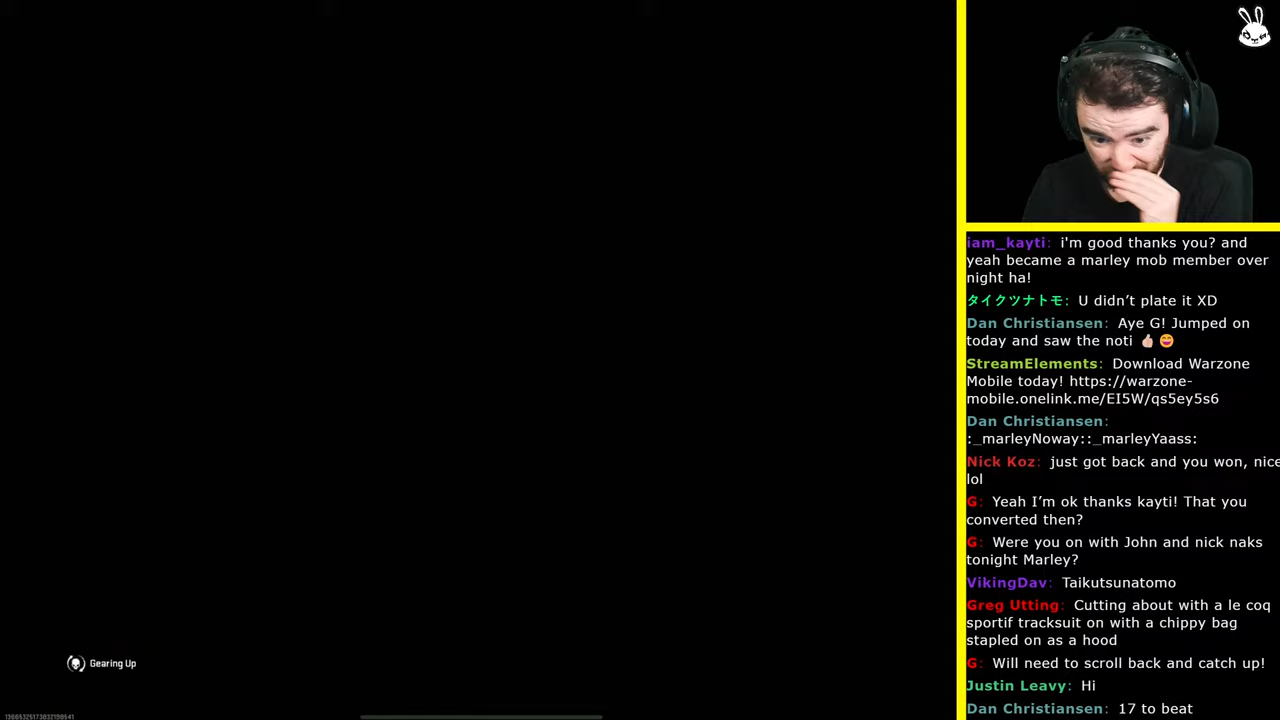 iam_kayti: i'm good thanks you? and
yeah became a marley mob member over
night ha!
タイクツナトモ: U didn’t plate it XD
Dan Christiansen: Aye G! Jumped on
today and saw the noti 👍🏻😄
StreamElements: Download Warzone
Mobile today! https://warzone-
mobile.onelink.me/EI5W/qs5ey5s6
Dan Christiansen:
:_marleyNoway::_marleyYaass:
Nick Koz: just got back and you won, nice
lol
G: Yeah I’m ok thanks kayti! That you
converted then?
G: Were you on with John and nick naks
tonight Marley?
VikingDav: Taikutsunatomo
Greg Utting: Cutting about with a le coq
sportif tracksuit on with a chippy bag
stapled on as a hood
G: Will need to scroll back and catch up!
Justin Leavy: Hi
Dan Christiansen: 17 to beat
Gearing Up